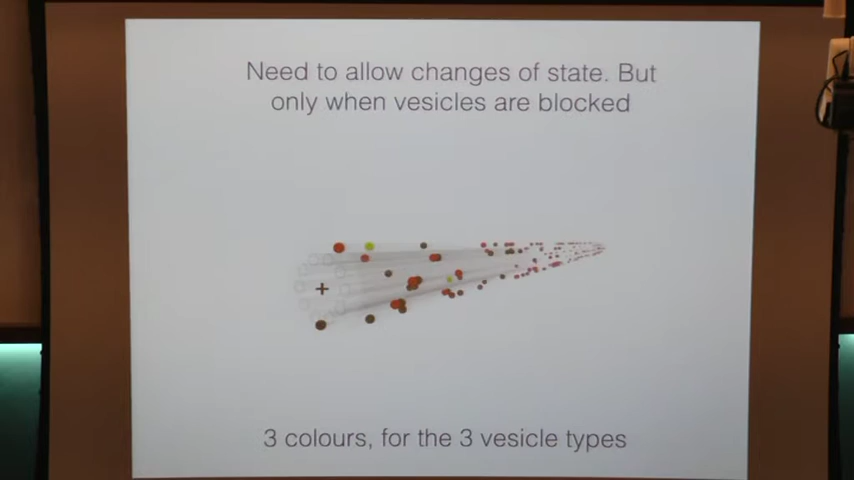 Need to allow changes of state. But
only when vesicles are blocked
+
3 colours, for the 3 vesicle types